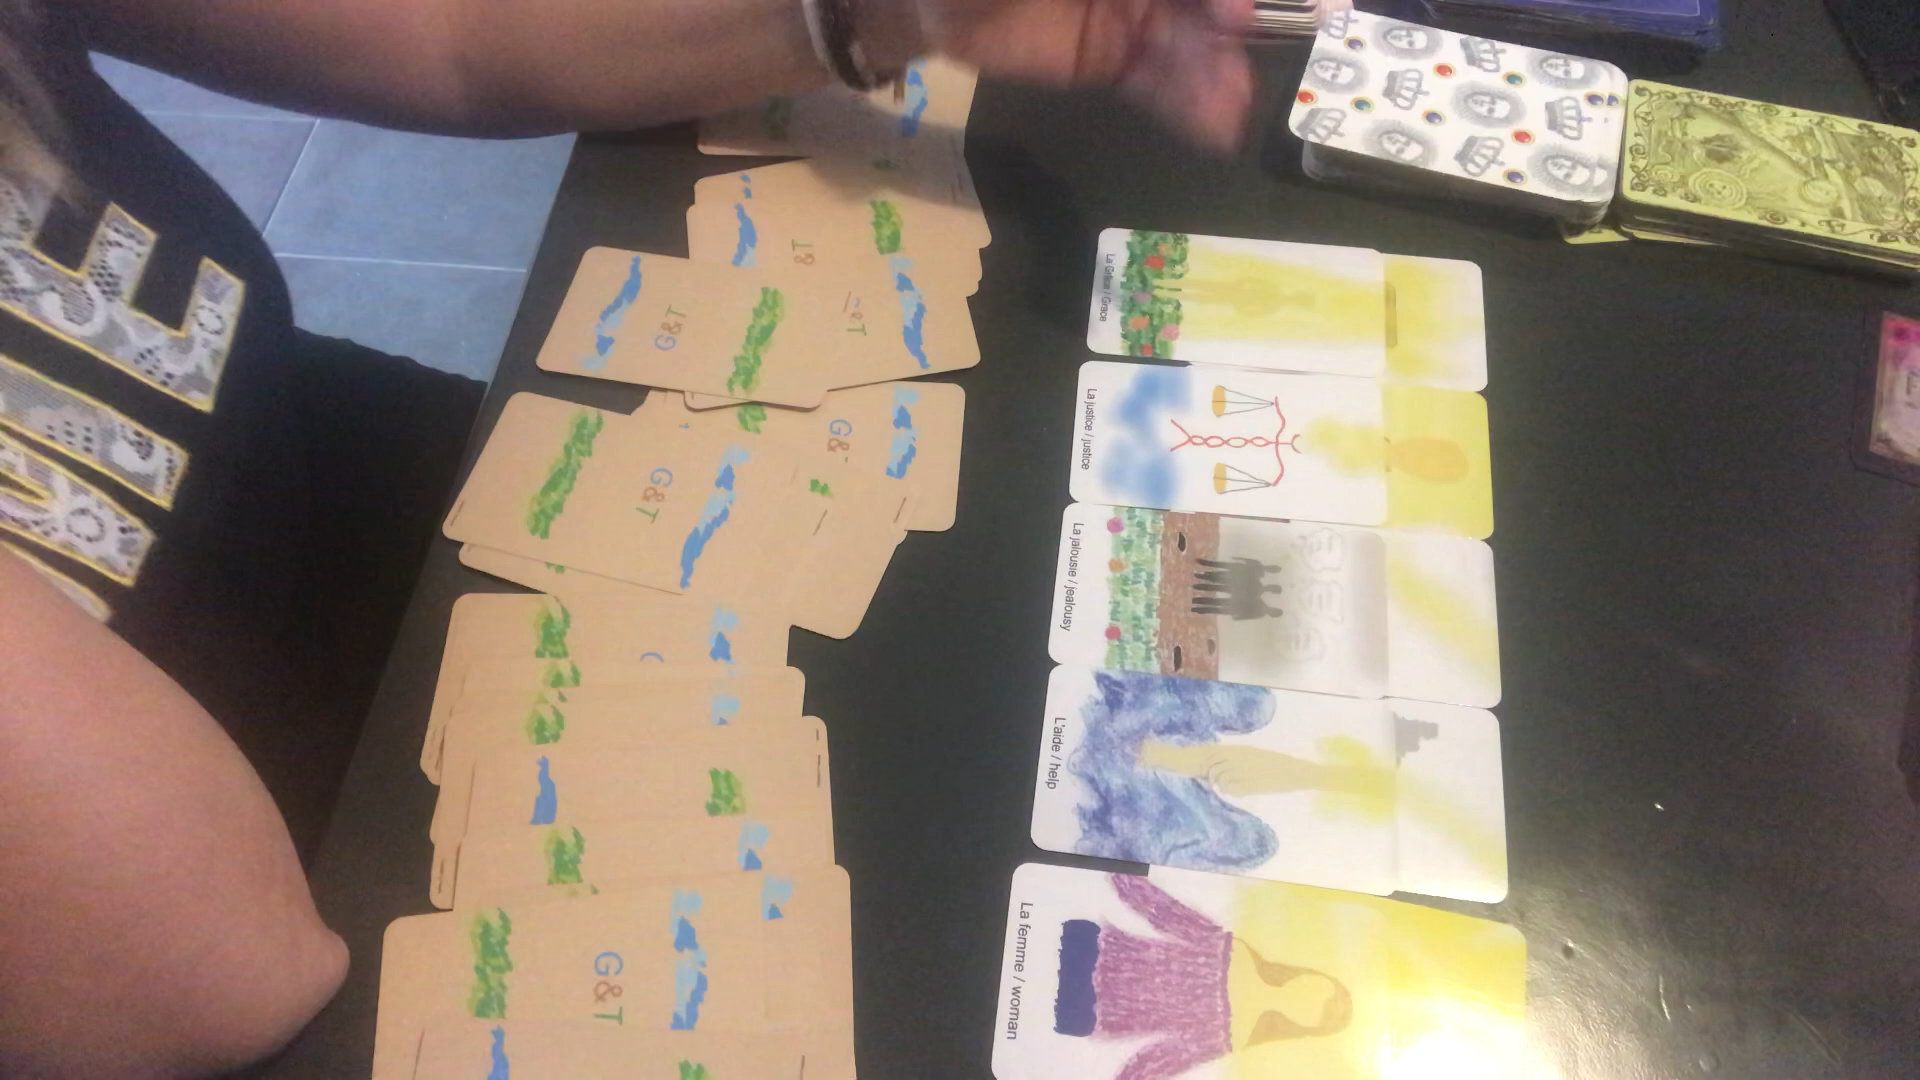 La Grâce / Grace
La justice / justice
La jalousie / jealousy
L'aide / help
La femme / woman
T&
G&T
&T
G&
G&T
G&T